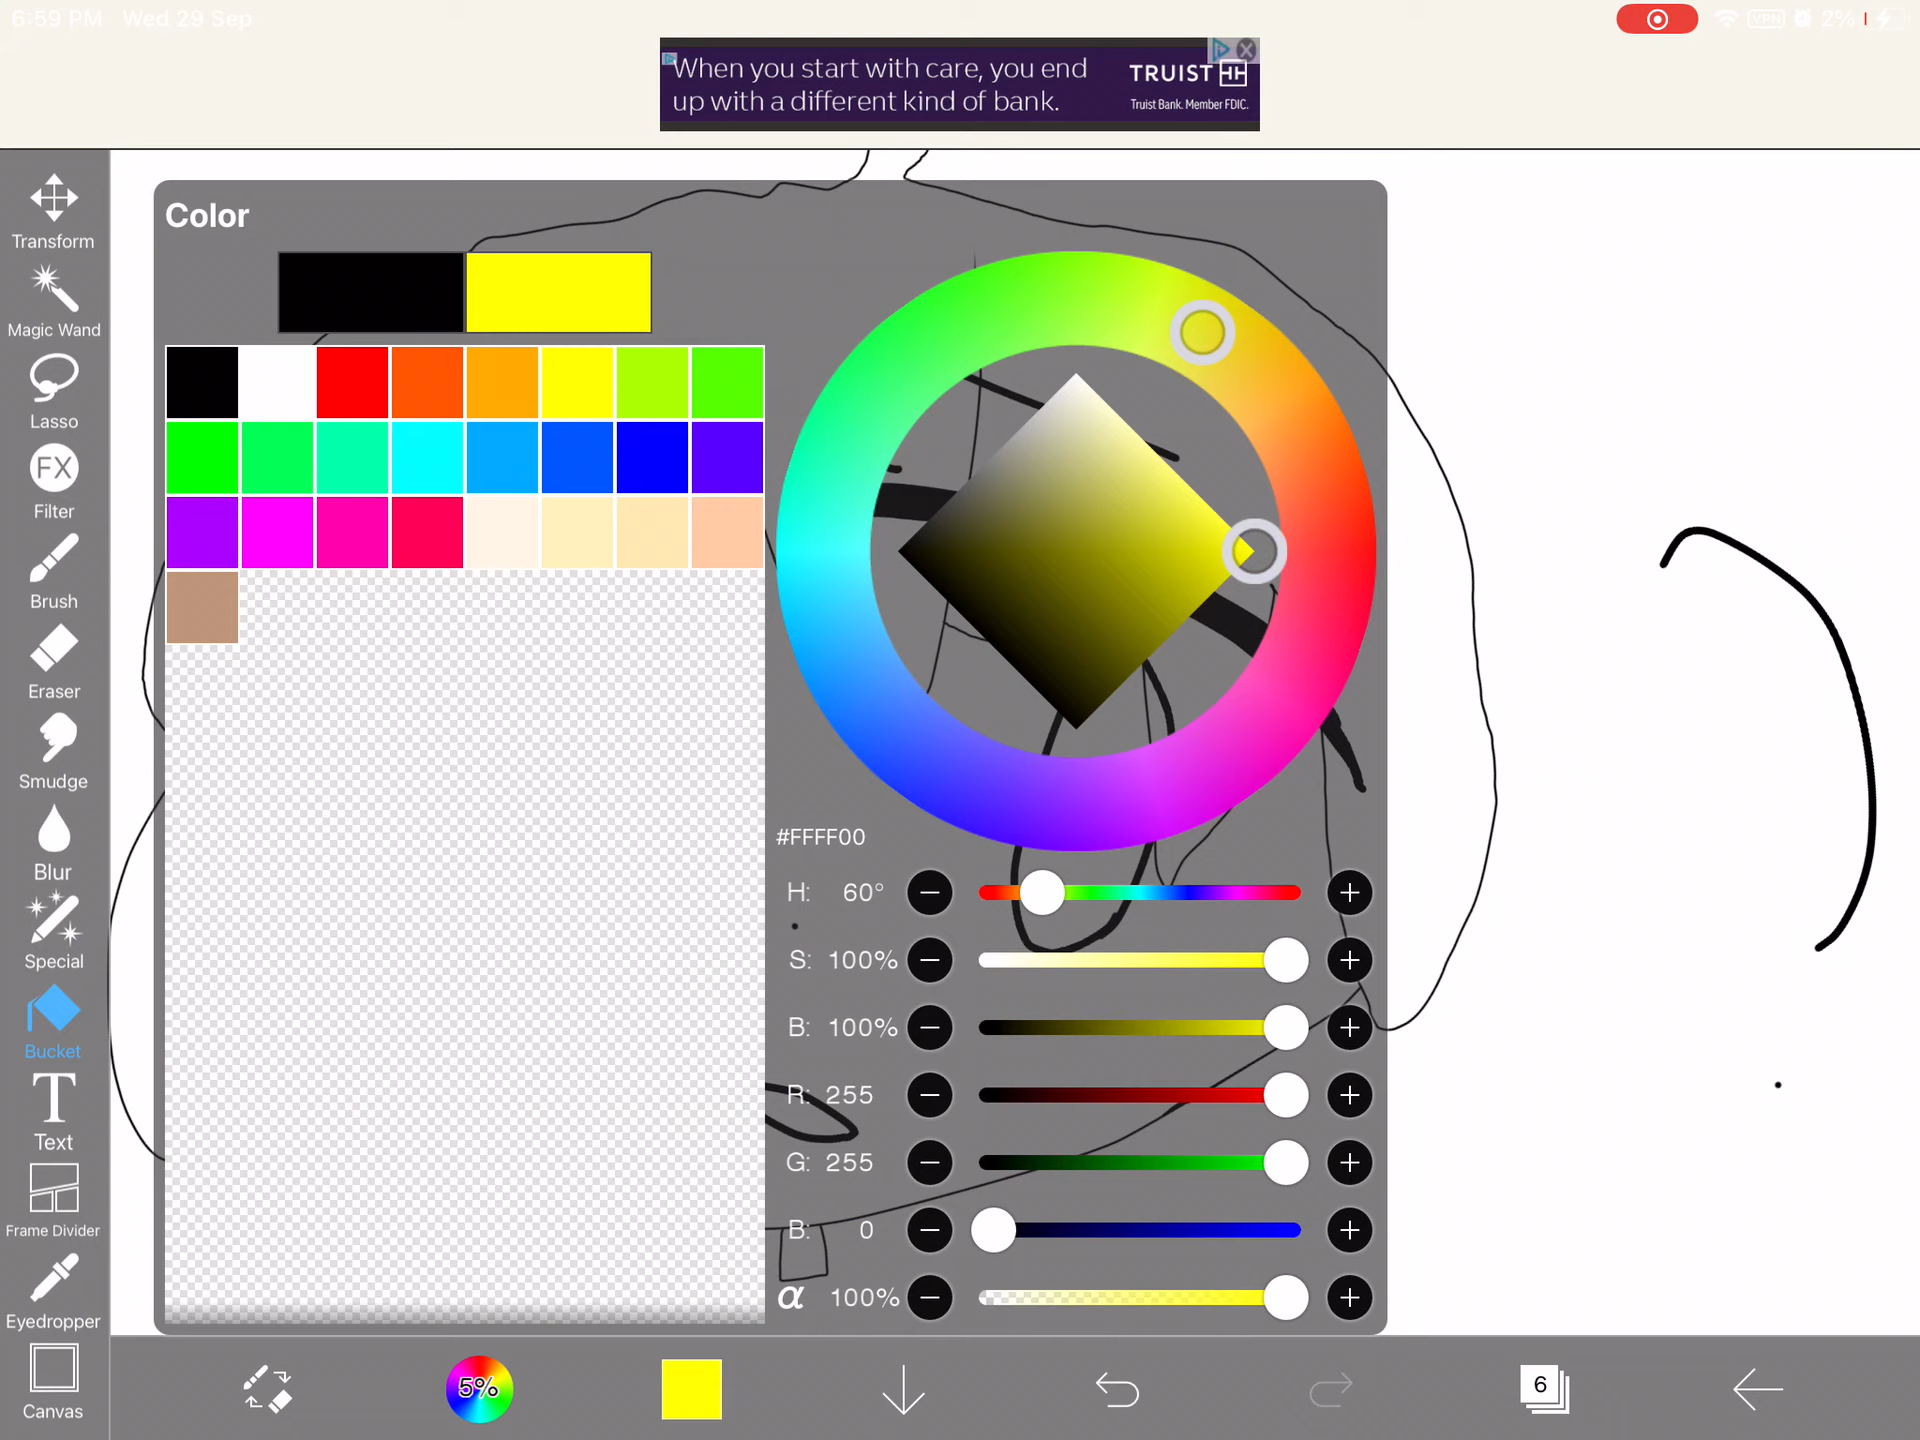 6:59 PM Wed 29 Sep
VPN 2%
When you start with care, you end
up with a different kind of bank.
TRUIST
Truist Bank. Member FDIC.
Color
Transform
Magic Wand
Lasso
FX
Filter
Brush
Eraser
Smudge
Blur
Special
Bucket
T
Text
Frame Divider
Eyedropper
Canvas
#FFFF00
H: 60°
S: 100%
B: 100%
R: 255
G: 255
B: 0
α 100%
5%
6